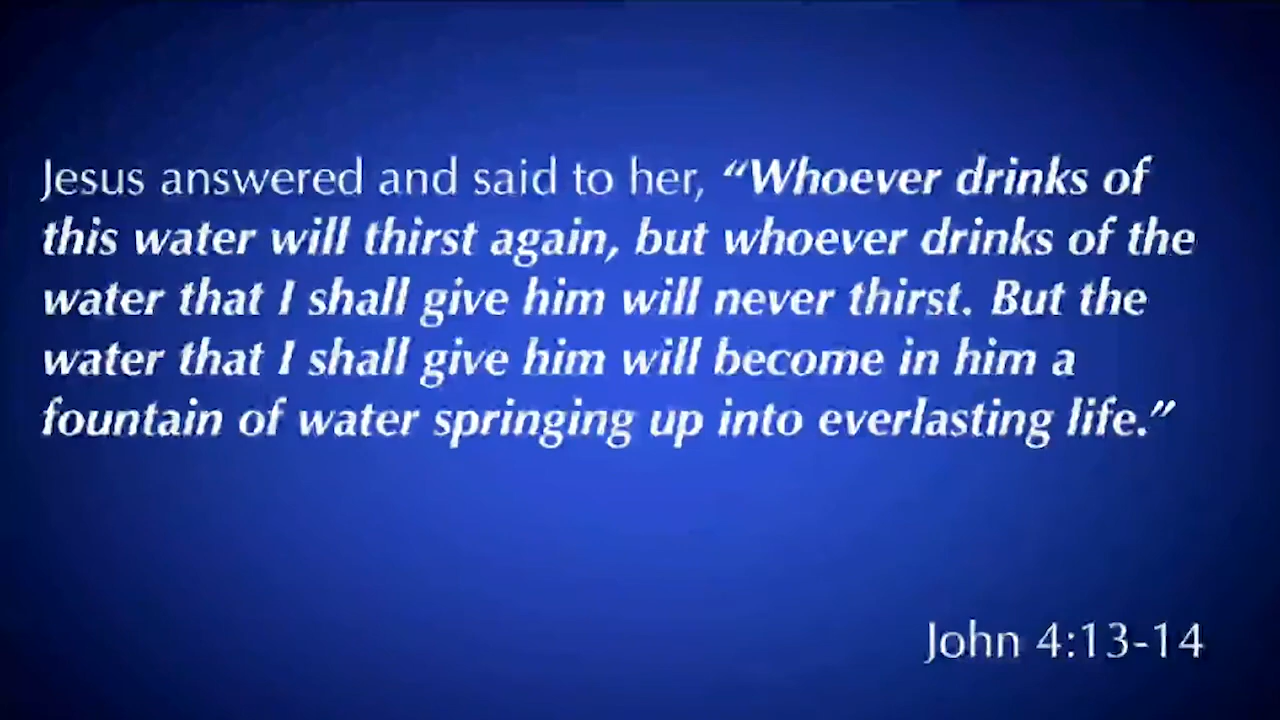 Jesus answered and said to her, “Whoever drinks of
this water will thirst again, but whoever drinks of the
water that I shall give him will never thirst. But the
water that I shall give him will become in him a
fountain of water springing up into everlasting life.”
John 4:13-14